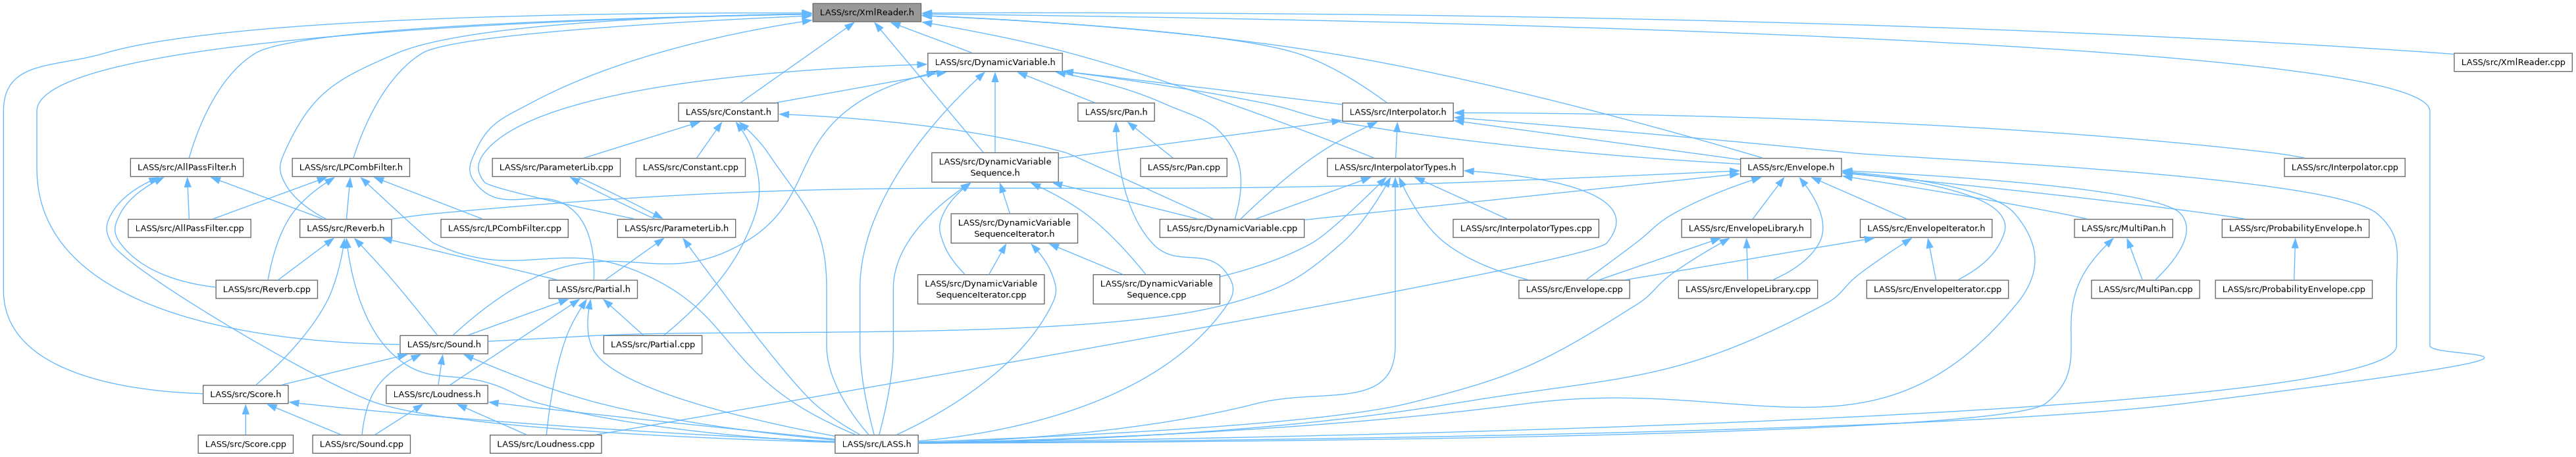 LASS/src/XmlReader.h
LASS/src/DynamicVariable.h
LASS/src/XmlReader.cpp
LASS/src/Constant.h
LASS/src/Pan.h
LASS/src/Interpolator.h
LASS/src/AllPassFilter.h
LASS/src/LPCombFilter.h
LASS/src/ParameterLib.cpp
LASS/src/Constant.cpp
LASS/src/DynamicVariable
Sequence.h
LASS/src/Pan.cpp
LASS/src/InterpolatorTypes.h
LASS/src/Envelope.h
LASS/src/Interpolator.cpp
LASS/src/AllPassFilter.cpp
LASS/src/Reverb.h
LASS/src/LPCombFilter.cpp
LASS/src/ParameterLib.h
LASS/src/DynamicVariable
SequenceIterator.h
LASS/src/DynamicVariable.cpp
LASS/src/InterpolatorTypes.cpp
LASS/src/EnvelopeLibrary.h
LASS/src/EnvelopeIterator.h
LASS/src/MultiPan.h
LASS/src/ProbabilityEnvelope.h
LASS/src/Reverb.cpp
LASS/src/Partial.h
LASS/src/DynamicVariable
SequenceIterator.cpp
LASS/src/DynamicVariable
Sequence.cpp
LASS/src/Envelope.cpp
LASS/src/EnvelopeLibrary.cpp
LASS/src/EnvelopeIterator.cpp
LASS/src/MultiPan.cpp
LASS/src/ProbabilityEnvelope.cpp
LASS/src/Sound.h
LASS/src/Partial.cpp
LASS/src/Score.h
LASS/src/Loudness.h
LASS/src/Score.cpp
LASS/src/Sound.cpp
LASS/src/Loudness.cpp
LASS/src/LASS.h